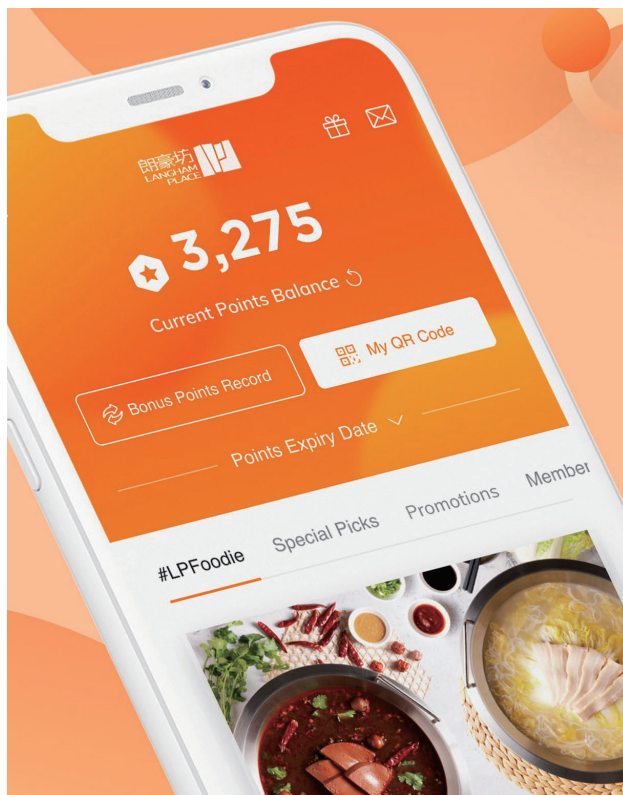 朗豪坊
LANGHAM
PLACE
3,275
Current Points Balance
Bonus Points Record
My QR Code
Points Expiry Date
#LPFoodie
Special Picks
Promotions
Member